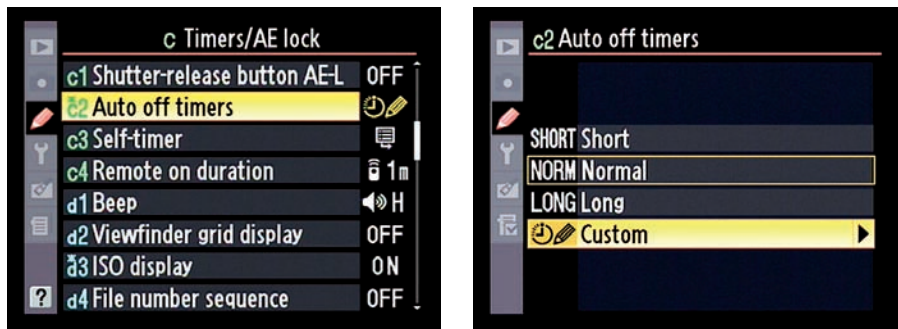 c Timers/AE lock
c1 Shutter-release button AE-L OFF
c2 Auto off timers
c3 Self-timer
c4 Remote on duration 1m
d1 Beep H
d2 Viewfinder grid display OFF
d3 ISO display ON
d4 File number sequence OFF
?
c2 Auto off timers
SHORT Short
NORM Normal
LONG Long
Custom